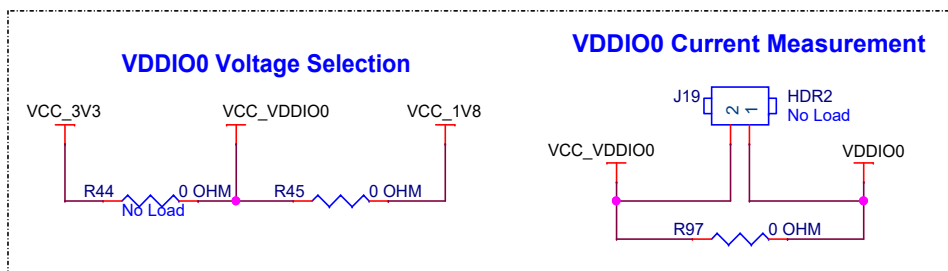 VDDIO0 Voltage Selection
VCC_3V3 VCC_VDDIO0 VCC_1V8
R44 0 OHM R45 0 OHM
No Load
VDDIO0 Current Measurement
J19 2 1 HDR2
No Load
VCC_VDDIO0 VDDIO0
R97 0 OHM